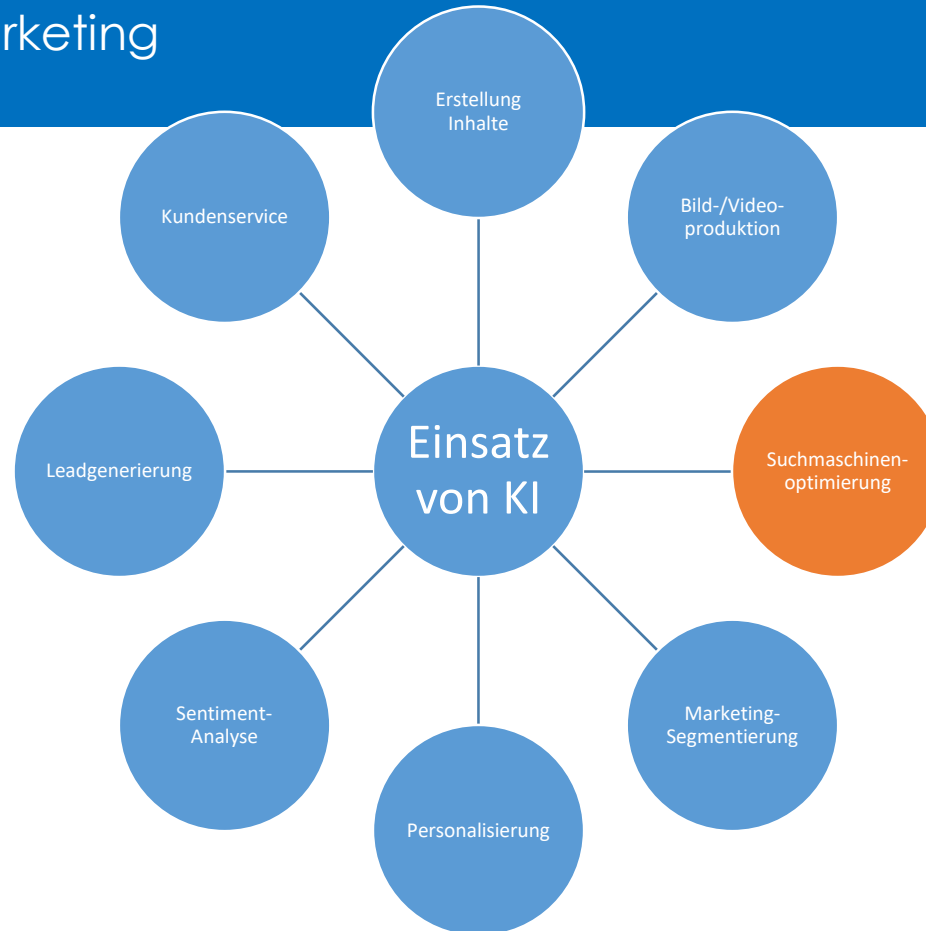 rketing
Erstellung
Inhalte
Bild-/Video-
produktion
Suchmaschinen-
optimierung
Marketing-
Segmentierung
Personalisierung
Sentiment-
Analyse
Leadgenerierung
Kundenservice
Einsatz
von KI